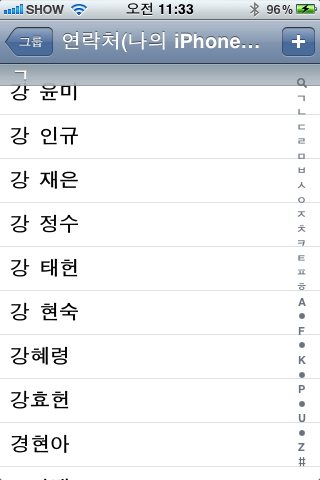 SHOW 오전 11:33 96%
그룹 연락처(나의 iPhone... +
ㄱ
강 윤미
강 인규
강 재은
강 정수
강 태헌
강 현숙
강혜령
강효헌
경현아
ㄱ
ㄴ
ㄷ
ㄹ
ㅁ
ㅂ
ㅅ
ㅇ
ㅈ
ㅊ
ㅋ
ㅌ
ㅍ
ㅎ
A
●
F
●
K
●
P
●
U
●
Z
#